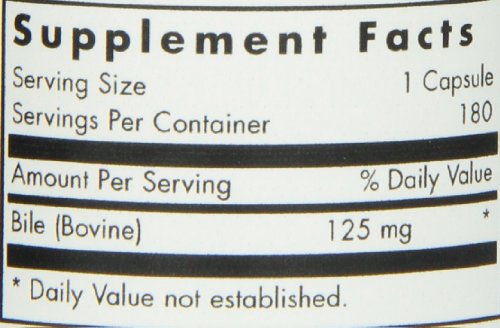 Supplement Facts
Serving Size 1 Capsule
Servings Per Container 180
Amount Per Serving % Daily Value
Bile (Bovine) 125 mg *
* Daily Value not established.